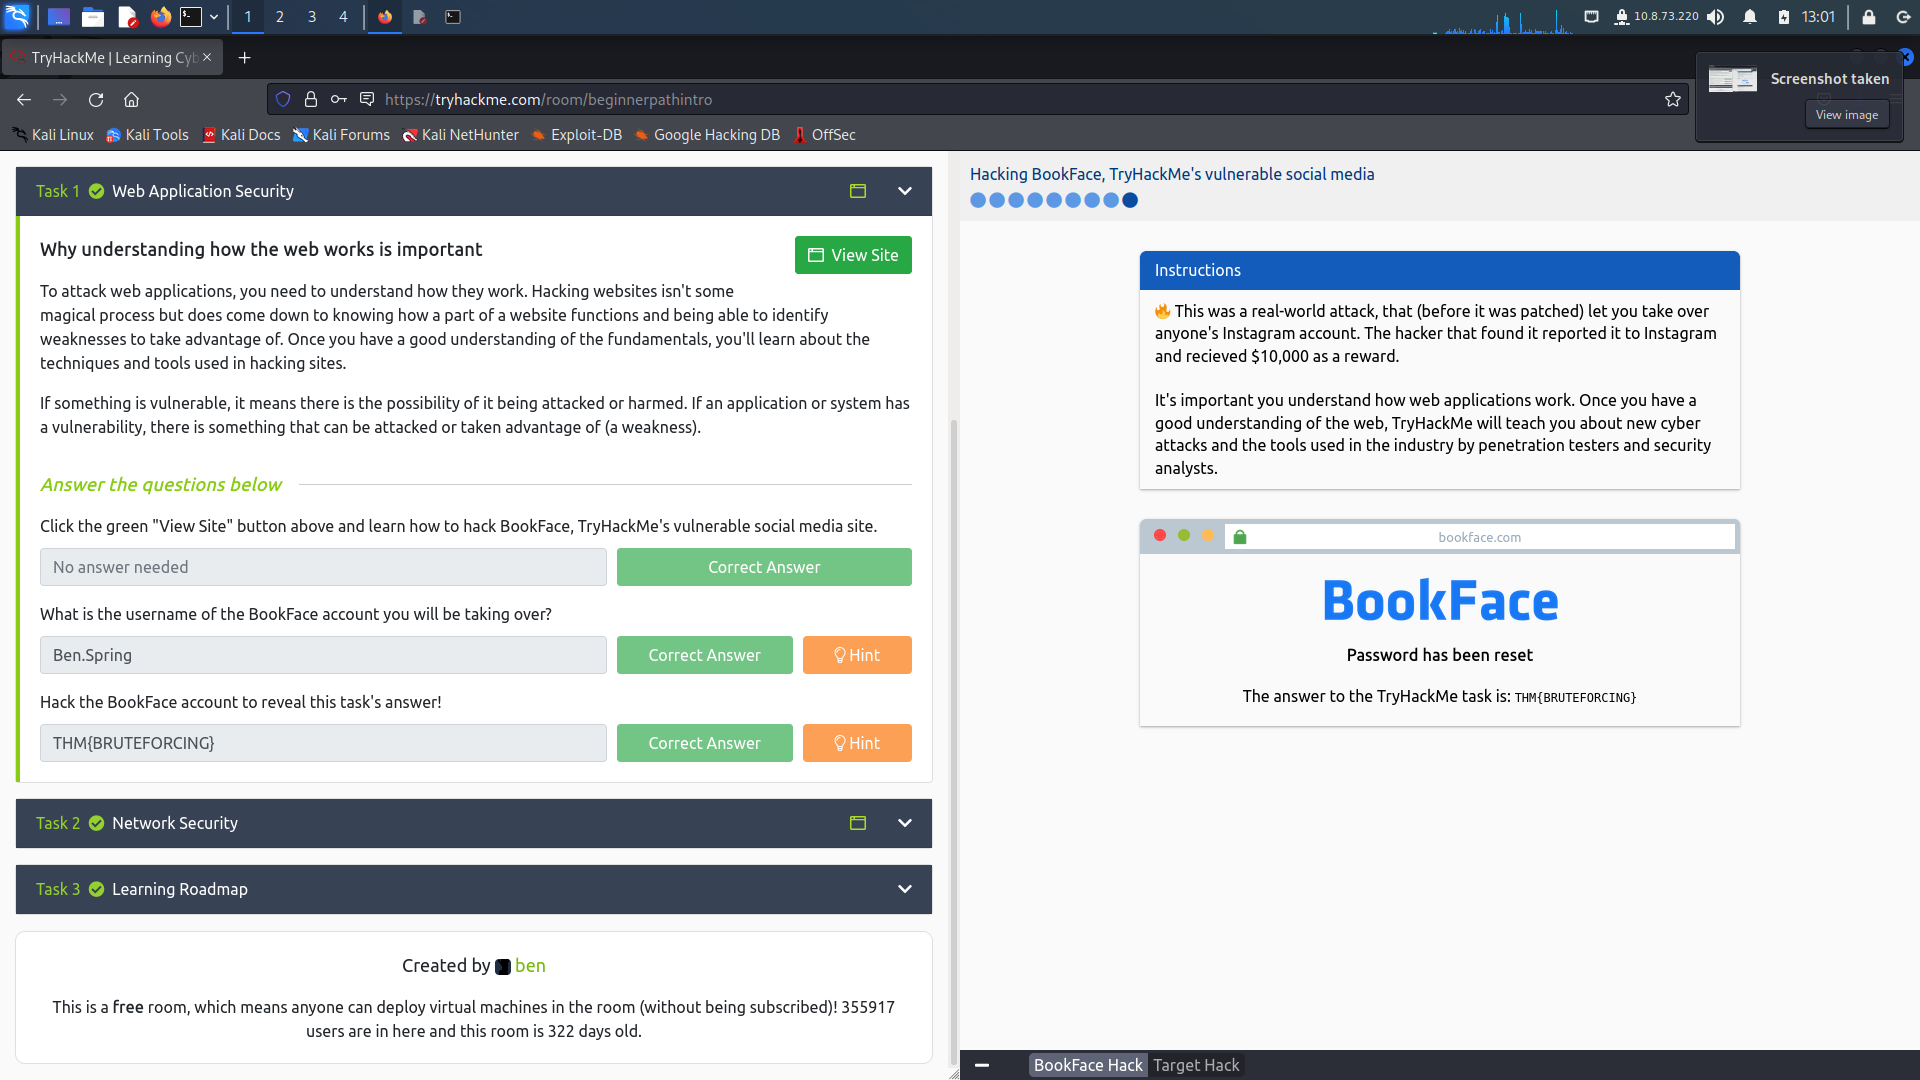 1 2 3 4
10.8.73.220
13:01
TryHackMe | Learning Cyb
Screenshot taken
View image
https://tryhackme.com/room/beginnerpathintro
Kali Linux Kali Tools Kali Docs Kali Forums Kali NetHunter Exploit-DB Google Hacking DB OffSec
Task 1 Web Application Security
Why understanding how the web works is important
View Site
To attack web applications, you need to understand how they work. Hacking websites isn't some
magical process but does come down to knowing how a part of a website functions and being able to identify
weaknesses to take advantage of. Once you have a good understanding of the fundamentals, you'll learn about the
techniques and tools used in hacking sites.
If something is vulnerable, it means there is the possibility of it being attacked or harmed. If an application or system has
a vulnerability, there is something that can be attacked or taken advantage of (a weakness).
Answer the questions below
Click the green "View Site" button above and learn how to hack BookFace, TryHackMe's vulnerable social media site.
No answer needed
Correct Answer
What is the username of the BookFace account you will be taking over?
Ben.Spring
Correct Answer
Hint
Hack the BookFace account to reveal this task's answer!
THM{BRUTEFORCING}
Correct Answer
Hint
Task 2 Network Security
Task 3 Learning Roadmap
Created by ben
This is a free room, which means anyone can deploy virtual machines in the room (without being subscribed)! 355917
users are in here and this room is 322 days old.
Hacking BookFace, TryHackMe's vulnerable social media
Instructions
🔥 This was a real-world attack, that (before it was patched) let you take over
anyone's Instagram account. The hacker that found it reported it to Instagram
and recieved $10,000 as a reward.
It's important you understand how web applications work. Once you have a
good understanding of the web, TryHackMe will teach you about new cyber
attacks and the tools used in the industry by penetration testers and security
analysts.
bookface.com
BookFace
Password has been reset
The answer to the TryHackMe task is: THM{BRUTEFORCING}
BookFace Hack Target Hack